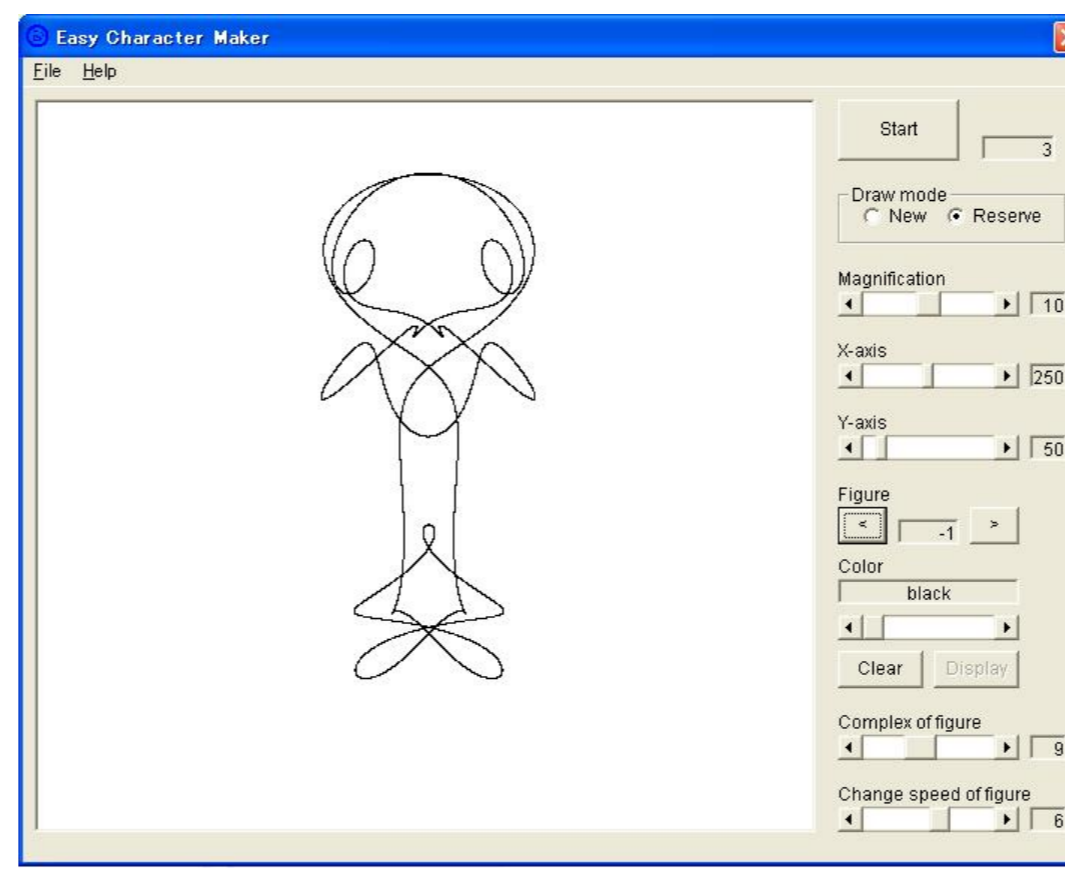 Easy Character Maker
File Help
Start
3
Draw mode
New Reserve
Magnification
10
X-axis
250
Y-axis
50
Figure
< -1 >
Color
black
Clear Display
Complex of figure
9
Change speed of figure
6